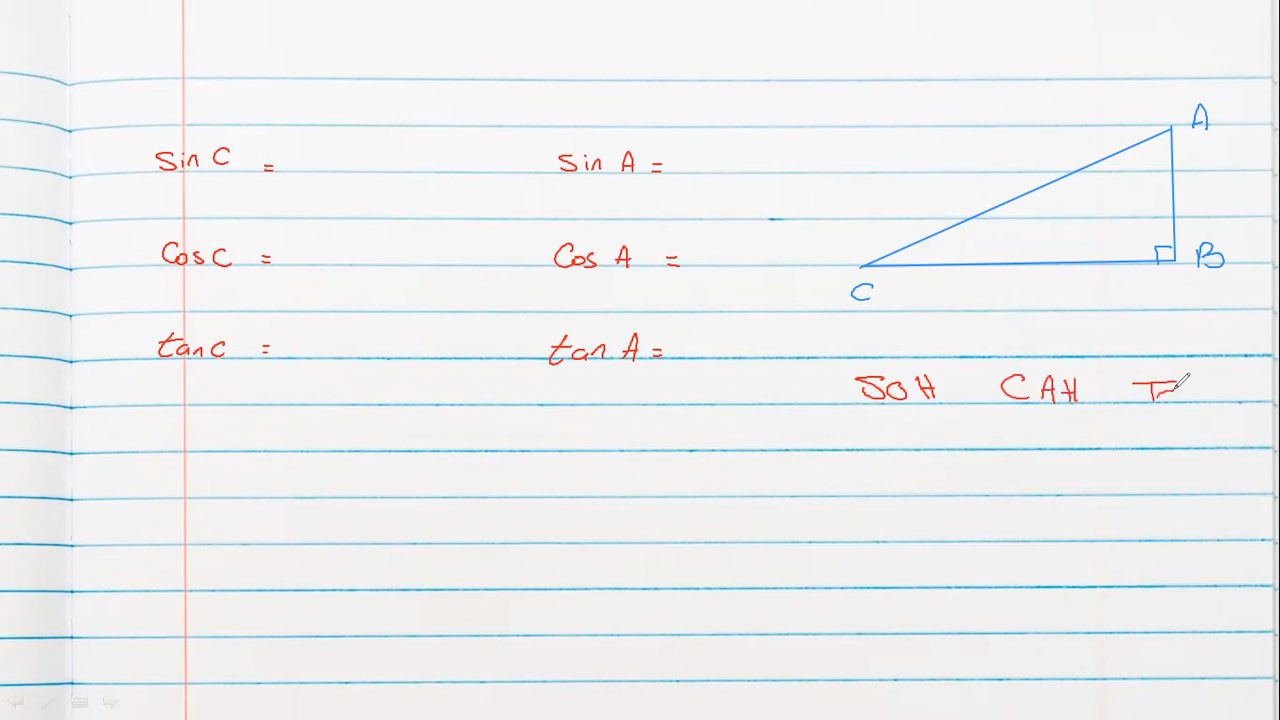 A
sin C =
sin A =
Cos C =
Cos A =
B
C
tan C =
tan A =
SOH CAH T